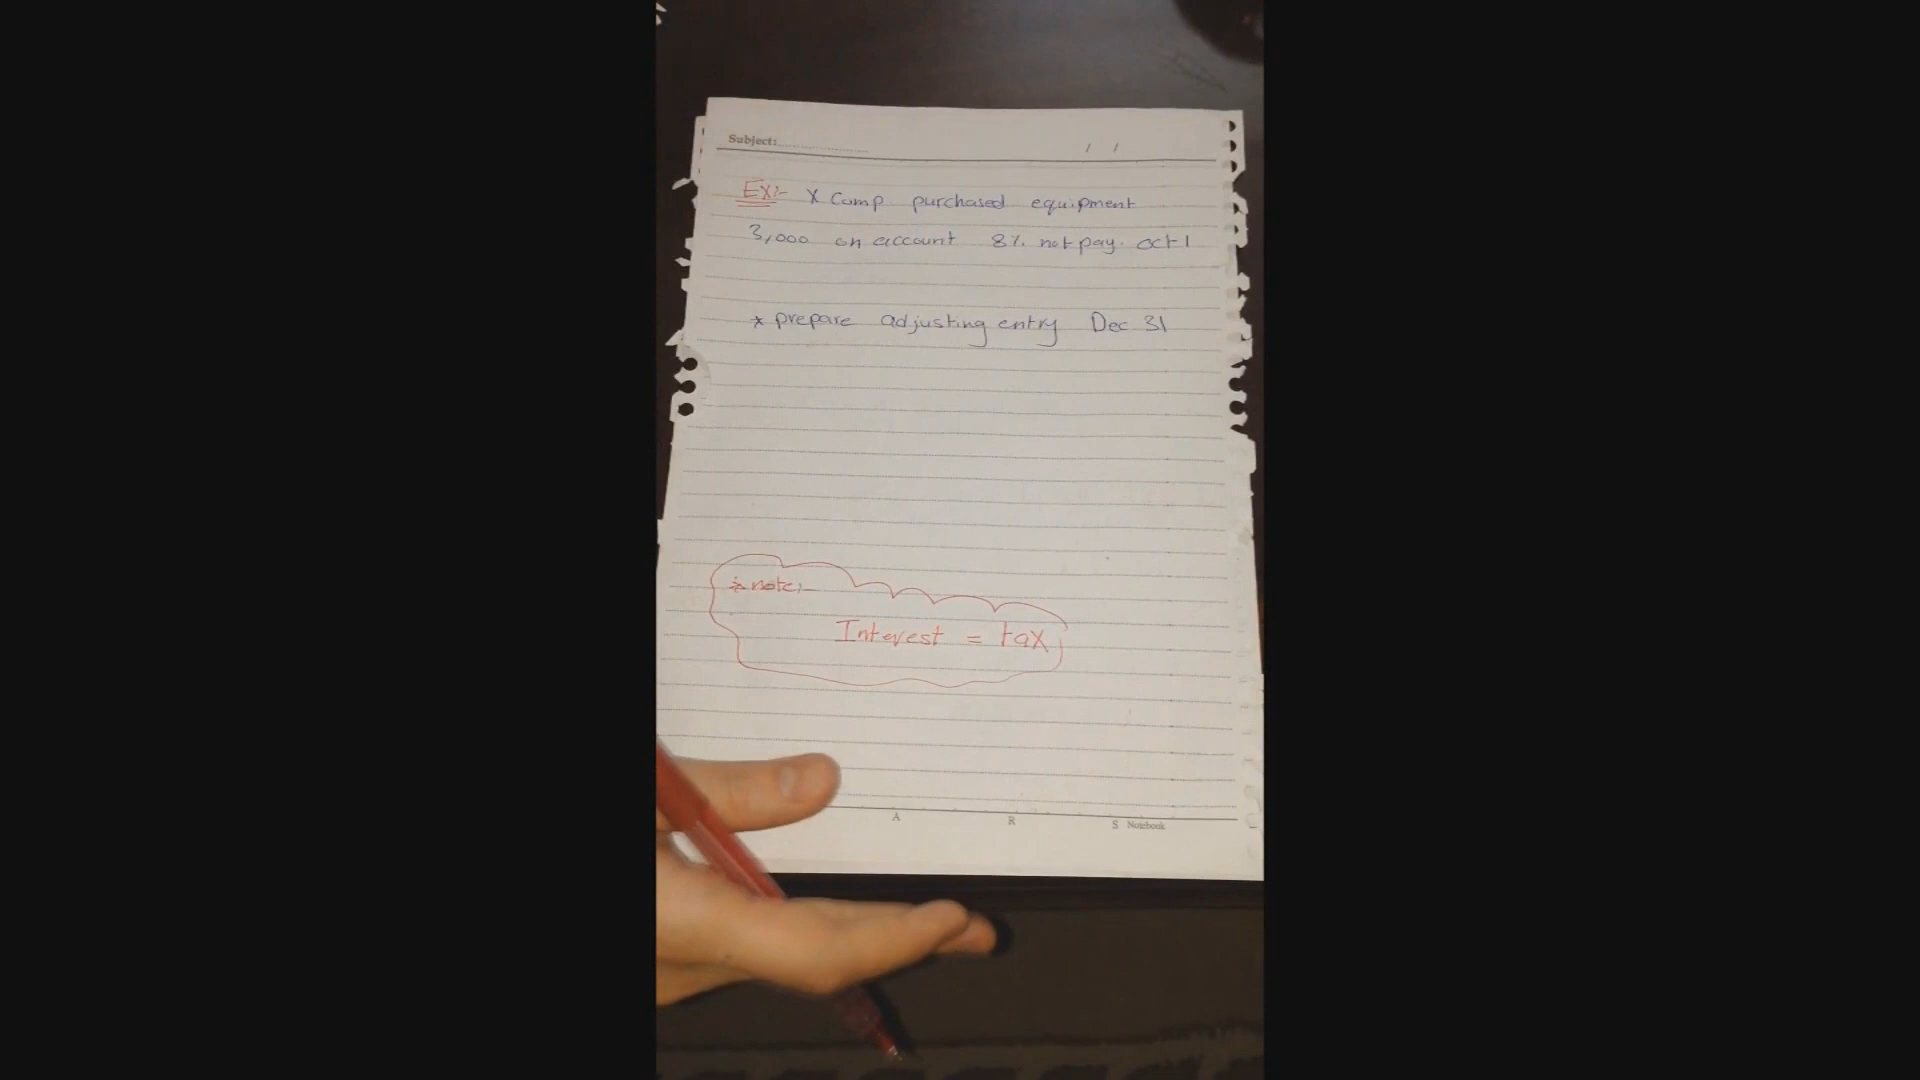 Subject:
/ /
Ex:- X Comp purchased equipment
3,000 on account 8% not pay. oct 1
* prepare adjusting entry Dec 31
* note:-
Interest = tax
A R S Notebook